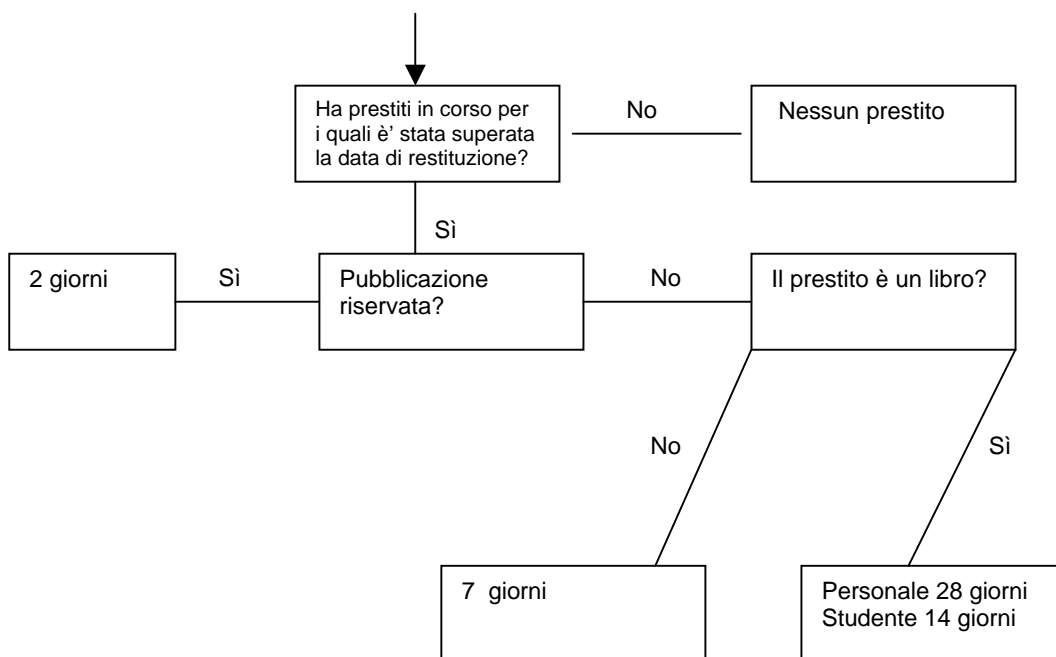 Ha prestiti in corso per
i quali è' stata superata
la data di restituzione?
No
Nessun prestito
Sì
2 giorni
Sì
Pubblicazione
riservata?
No
Il prestito è un libro?
No
Sì
7 giorni
Personale 28 giorni
Studente 14 giorni